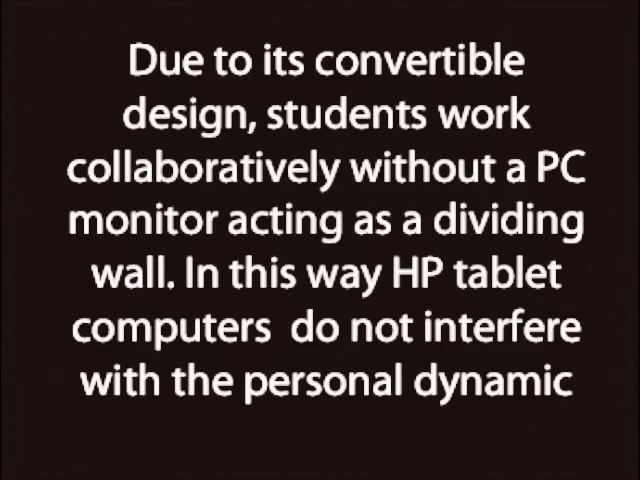 Due to its convertible
design, students work
collaboratively without a PC
monitor acting as a dividing
wall. In this way HP tablet
computers  do not interfere
with the personal dynamic